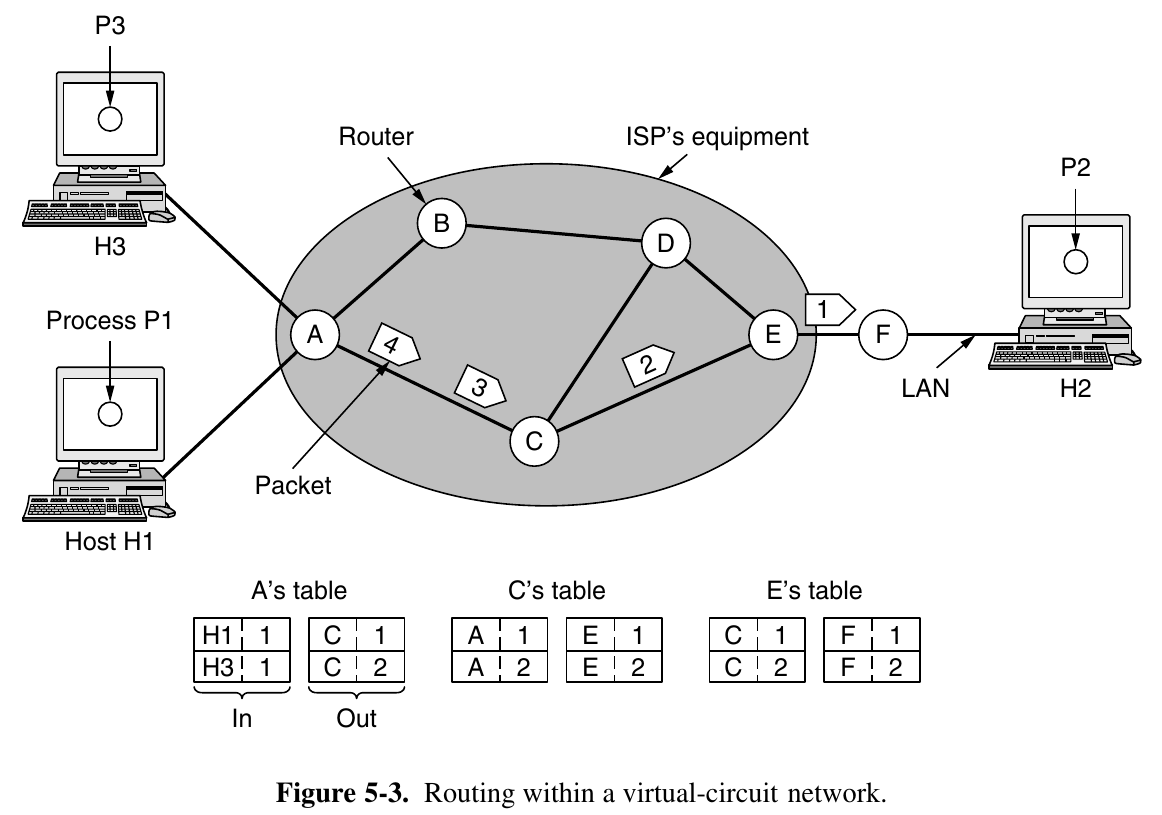 P3
Router
ISP’s equipment
P2
B
D
H3
Process P1
A
4
3
2
E
1
F
C
LAN
H2
Packet
Host H1
A’s table
C’s table
E’s table
H1 1 C 1 A 1 E 1 C 1 F 1
H3 1 C 2 A 2 E 2 C 2 F 2
In Out
Figure 5-3. Routing within a virtual-circuit network.